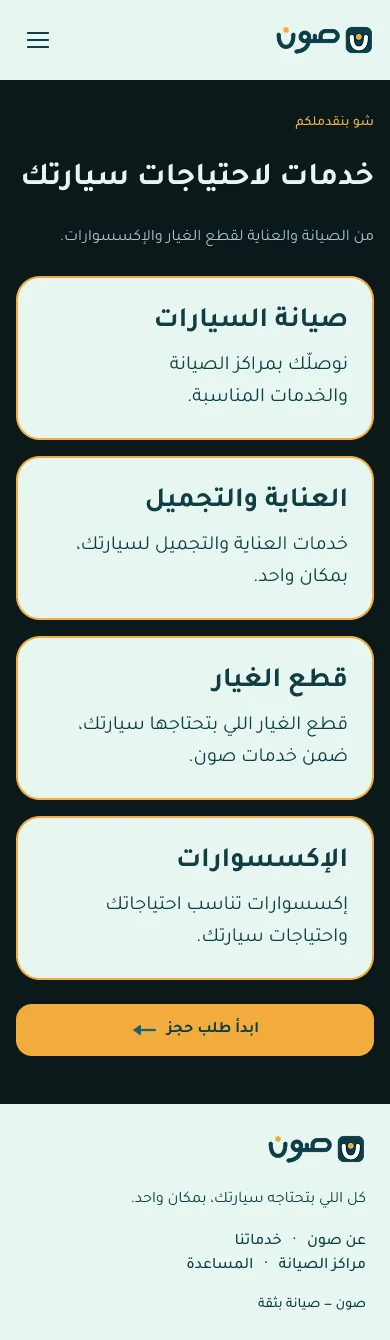 صون
شو بنقدملكم
خدمات لاحتياجات سيارتك
من الصيانة والعناية لقطع الغيار والإكسسوارات.
صيانة السيارات
نوصلّك بمراكز الصيانة
والخدمات المناسبة.
العناية والتجميل
خدمات العناية والتجميل لسيارتك،
بمكان واحد.
قطع الغيار
قطع الغيار اللي بتحتاجها سيارتك،
ضمن خدمات صون.
الإكسسوارات
إكسسوارات تناسب احتياجاتك
واحتياجات سيارتك.
ابدأ طلب حجز
صون
كل اللي بتحتاجه سيارتك، بمكان واحد.
عن صون · خدماتنا
مراكز الصيانة · المساعدة
صون – صيانة بثقة